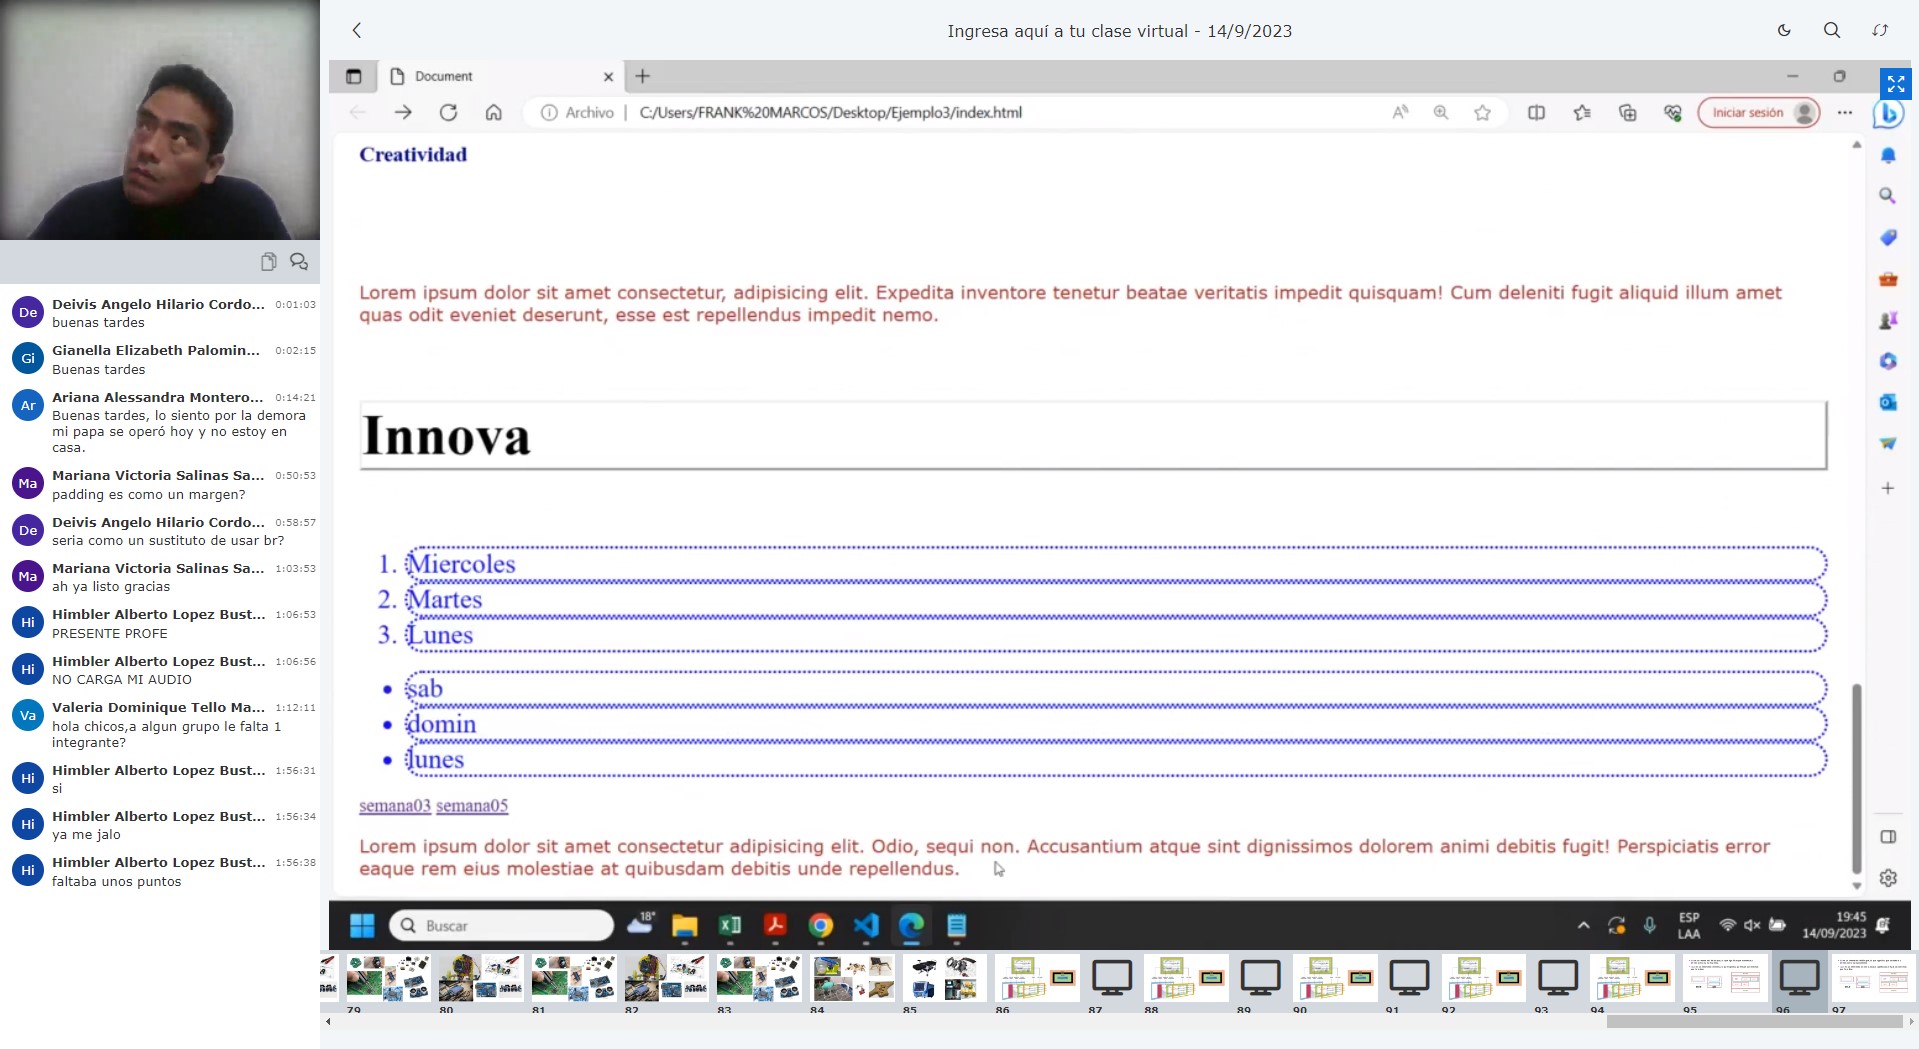 Ingresa aquí a tu clase virtual - 14/9/2023
De
Deivis Angelo Hilario Cordo...
0:01:03
buenas tardes
Gi
Gianella Elizabeth Palomin...
0:02:15
Buenas tardes
Ar
Ariana Alessandra Montero...
0:14:21
Buenas tardes, lo siento por la demora
mi papa se operó hoy y no estoy en
casa.
Ma
Mariana Victoria Salinas Sa...
0:50:53
padding es como un margen?
De
Deivis Angelo Hilario Cordo...
0:58:57
seria como un sustituto de usar br?
Ma
Mariana Victoria Salinas Sa...
1:03:53
ah ya listo gracias
Hi
Himbler Alberto Lopez Bust...
1:06:53
PRESENTE PROFE
Hi
Himbler Alberto Lopez Bust...
1:06:56
NO CARGA MI AUDIO
Va
Valeria Dominique Tello Ma...
1:12:11
hola chicos,a algun grupo le falta 1
integrante?
Hi
Himbler Alberto Lopez Bust...
1:56:31
si
Hi
Himbler Alberto Lopez Bust...
1:56:34
ya me jalo
Hi
Himbler Alberto Lopez Bust...
1:56:38
faltaba unos puntos
Document
Archivo | C:/Users/FRANK%20MARCOS/Desktop/Ejemplo3/index.html
Iniciar sesión
Creatividad
Lorem ipsum dolor sit amet consectetur, adipisicing elit. Expedita inventore tenetur beatae veritatis impedit quisquam! Cum deleniti fugit aliquid illum amet
quas odit eveniet deserunt, esse est repellendus impedit nemo.
Innova
1. Miercoles
2. Martes
3. Lunes
• sab
• domin
• lunes
semana03 semana05
Lorem ipsum dolor sit amet consectetur adipisicing elit. Odio, sequi non. Accusantium atque sint dignissimos dolorem animi debitis fugit! Perspiciatis error
eaque rem eius molestiae at quibusdam debitis unde repellendus.
Buscar
18°
ESP
LAA
19:45
14/09/2023
79 80 81 82 83 84 85 86 87 88 89 90 91 92 93 94 95 96 97